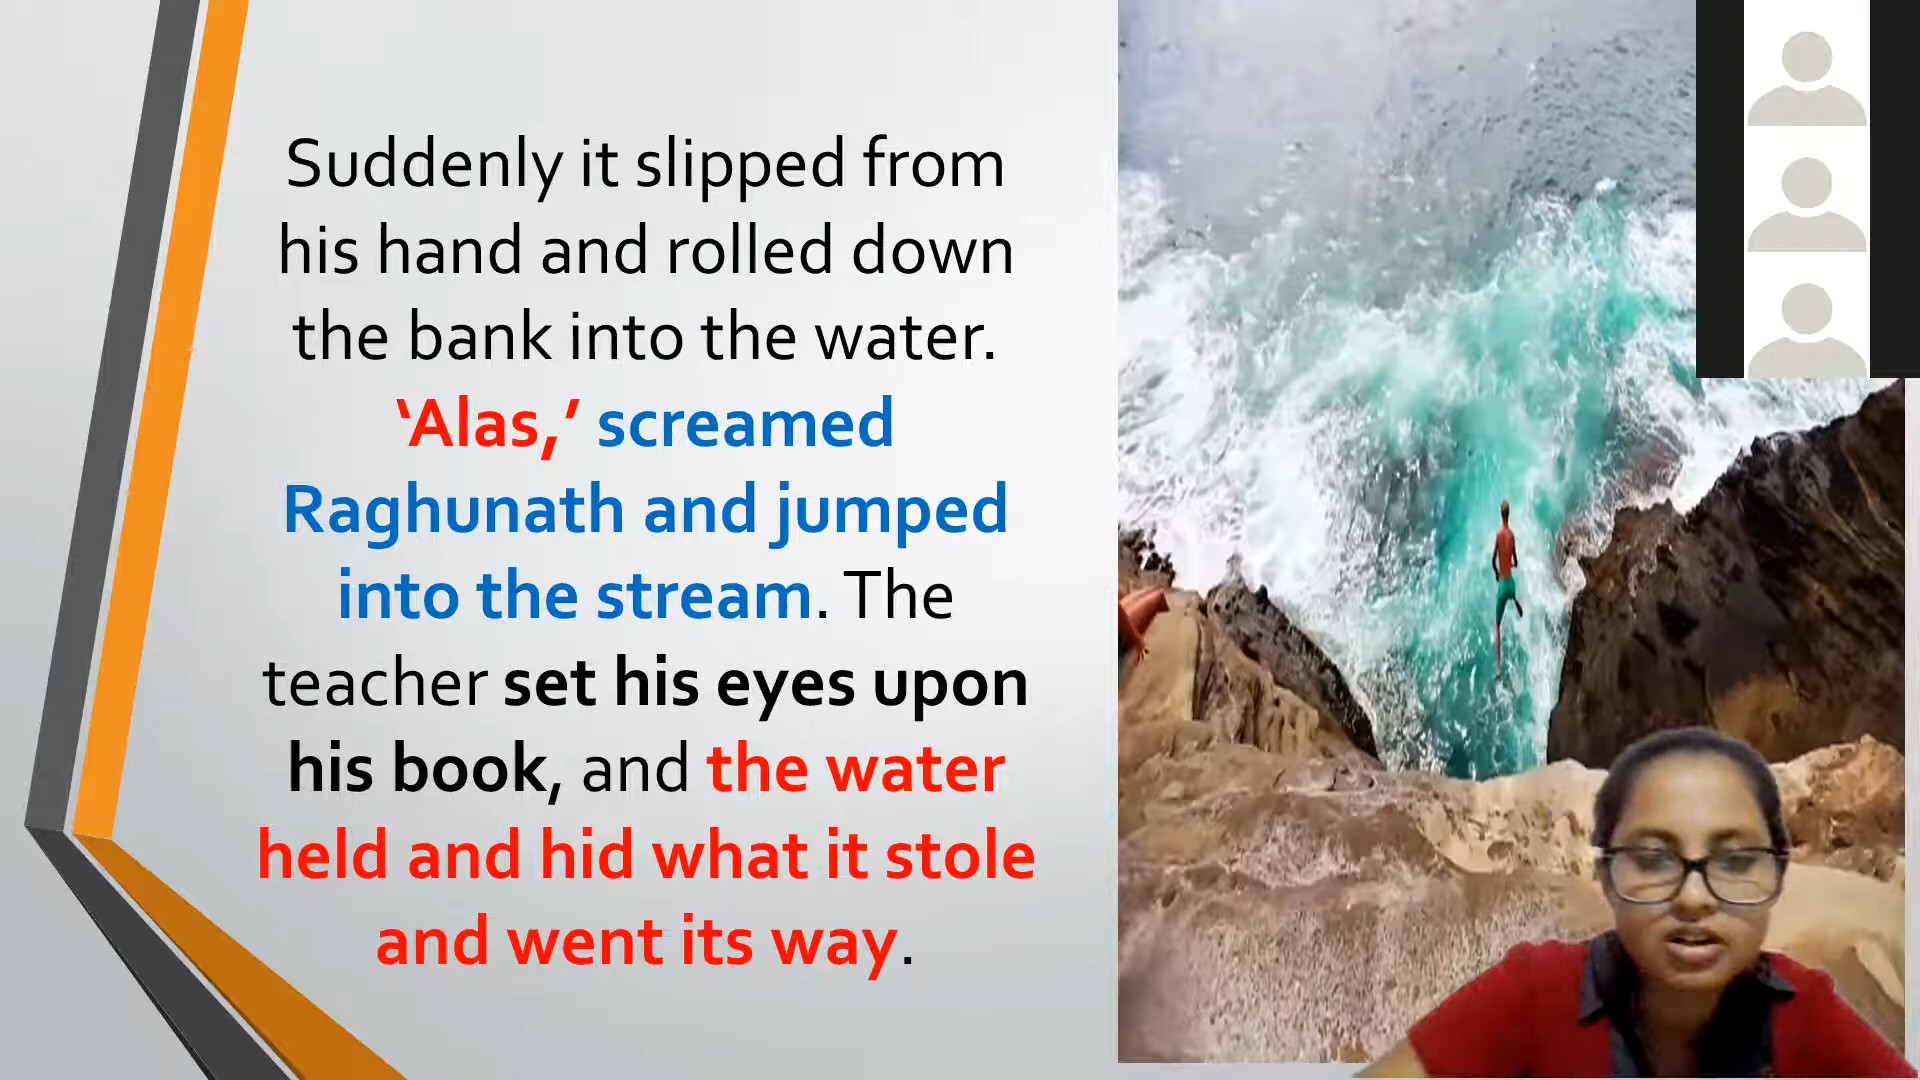 Suddenly it slipped from
his hand and rolled down
the bank into the water.
‘Alas,’ screamed
Raghunath and jumped
into the stream. The
teacher set his eyes upon
his book, and the water
held and hid what it stole
and went its way.